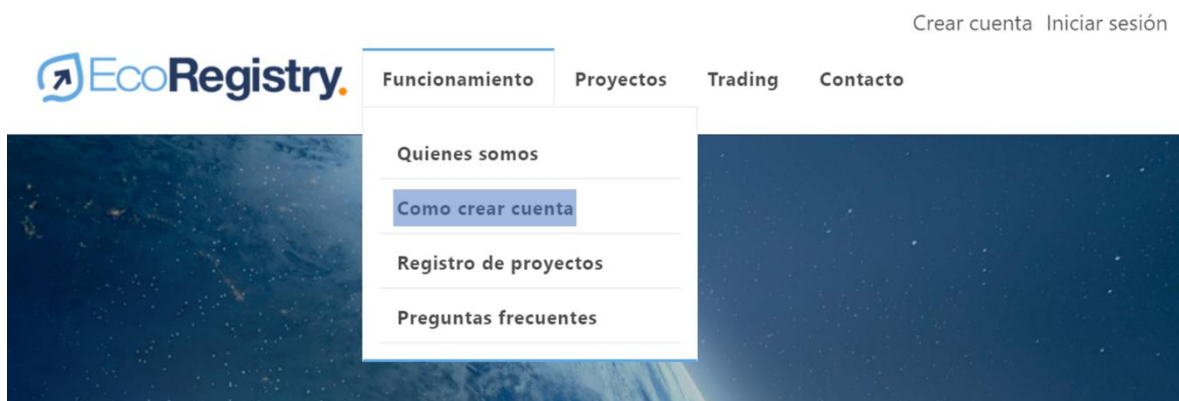 Crear cuenta Iniciar sesión
EcoRegistry.
Funcionamiento Proyectos Trading Contacto
Quienes somos
Como crear cuenta
Registro de proyectos
Preguntas frecuentes